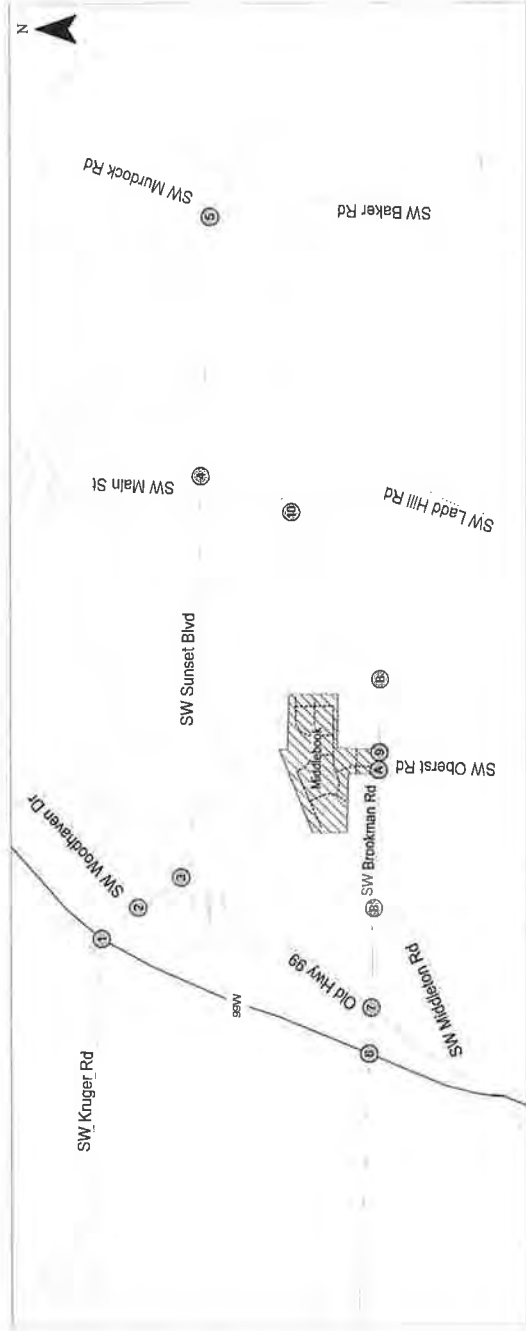 N
SW Murdock Rd
5
SW Baker Rd
SW Main St
4
10
SW Ladd Hill Rd
SW Sunset Blvd
SW Woodhaven Dr
1
2
3
SW Kruger Rd
99W
Middlebook
A
9
SW Oberst Rd
SW Brookman Rd
B
Old Hwy 99
7
SW Middleton Rd